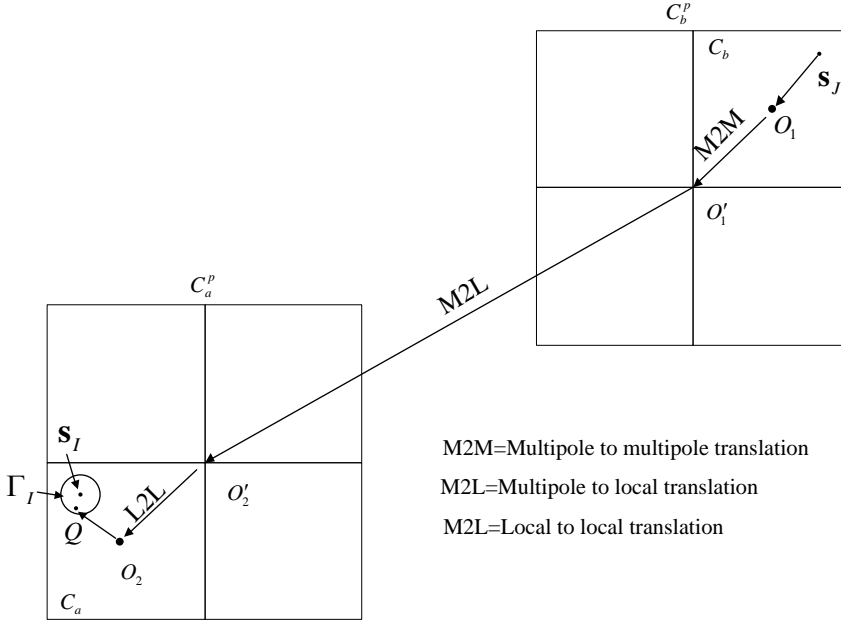 C_b^p
C_b
s_J
O_1
M2M
O_1′
M2L
C_a^p
s_I
Γ_I
Q
L2L
O_2′
O_2
C_a
M2M=Multipole to multipole translation
M2L=Multipole to local translation
M2L=Local to local translation